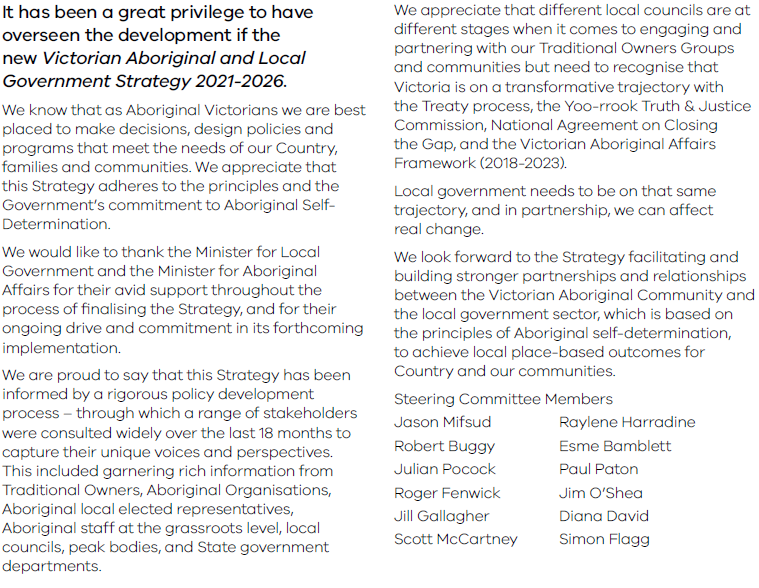 It has been a great privilege to have
overseen the development if the
new Victorian Aboriginal and Local
Government Strategy 2021-2026.
We know that as Aboriginal Victorians we are best
placed to make decisions, design policies and
programs that meet the needs of our Country,
families and communities. We appreciate that
this Strategy adheres to the principles and the
Government's commitment to Aboriginal Self-
Determination.
We would like to thank the Minister for Local
Government and the Minister for Aboriginal
Affairs for their avid support throughout the
process of finalising the Strategy, and for their
ongoing drive and commitment in its forthcoming
implementation.
We are proud to say that this Strategy has been
informed by a rigorous policy development
process – through which a range of stakeholders
were consulted widely over the last 18 months to
capture their unique voices and perspectives.
This included garnering rich information from
Traditional Owners, Aboriginal Organisations,
Aboriginal local elected representatives,
Aboriginal staff at the grassroots level, local
councils, peak bodies, and State government
departments.
We appreciate that different local councils are at
different stages when it comes to engaging and
partnering with our Traditional Owners Groups
and communities but need to recognise that
Victoria is on a transformative trajectory with
the Treaty process, the Yoo-rrook Truth & Justice
Commission, National Agreement on Closing
the Gap, and the Victorian Aboriginal Affairs
Framework (2018-2023).
Local government needs to be on that same
trajectory, and in partnership, we can affect
real change.
We look forward to the Strategy facilitating and
building stronger partnerships and relationships
between the Victorian Aboriginal Community and
the local government sector, which is based on
the principles of Aboriginal self-determination,
to achieve local place-based outcomes for
Country and our communities.
Steering Committee Members
Jason Mifsud
Robert Buggy
Julian Pocock
Roger Fenwick
Jill Gallagher
Scott McCartney
Raylene Harradine
Esme Bamblett
Paul Paton
Jim O'Shea
Diana David
Simon Flagg